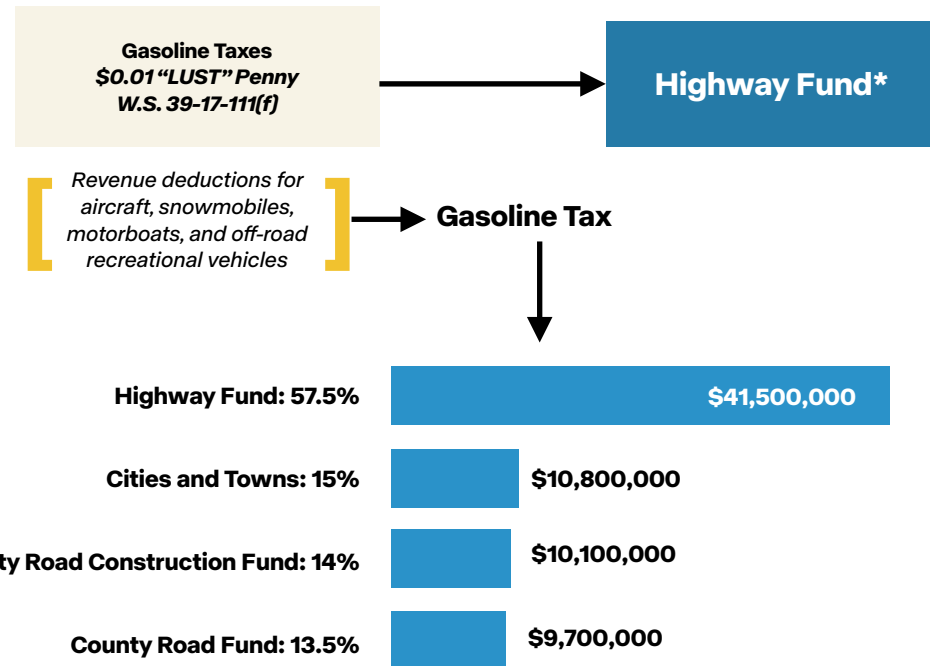 Gasoline Taxes
$0.01 “LUST” Penny
W.S. 39-17-111(f)
Highway Fund*
Revenue deductions for
aircraft, snowmobiles,
motorboats, and off-road
recreational vehicles
Gasoline Tax
Highway Fund: 57.5%
$41,500,000
Cities and Towns: 15%
$10,800,000
ty Road Construction Fund: 14%
$10,100,000
County Road Fund: 13.5%
$9,700,000